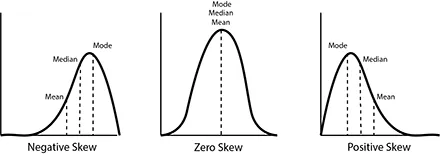 Mode
Median
Mean
Negative Skew
Mode
Median
Mean
Zero Skew
Mode
Median
Mean
Positive Skew